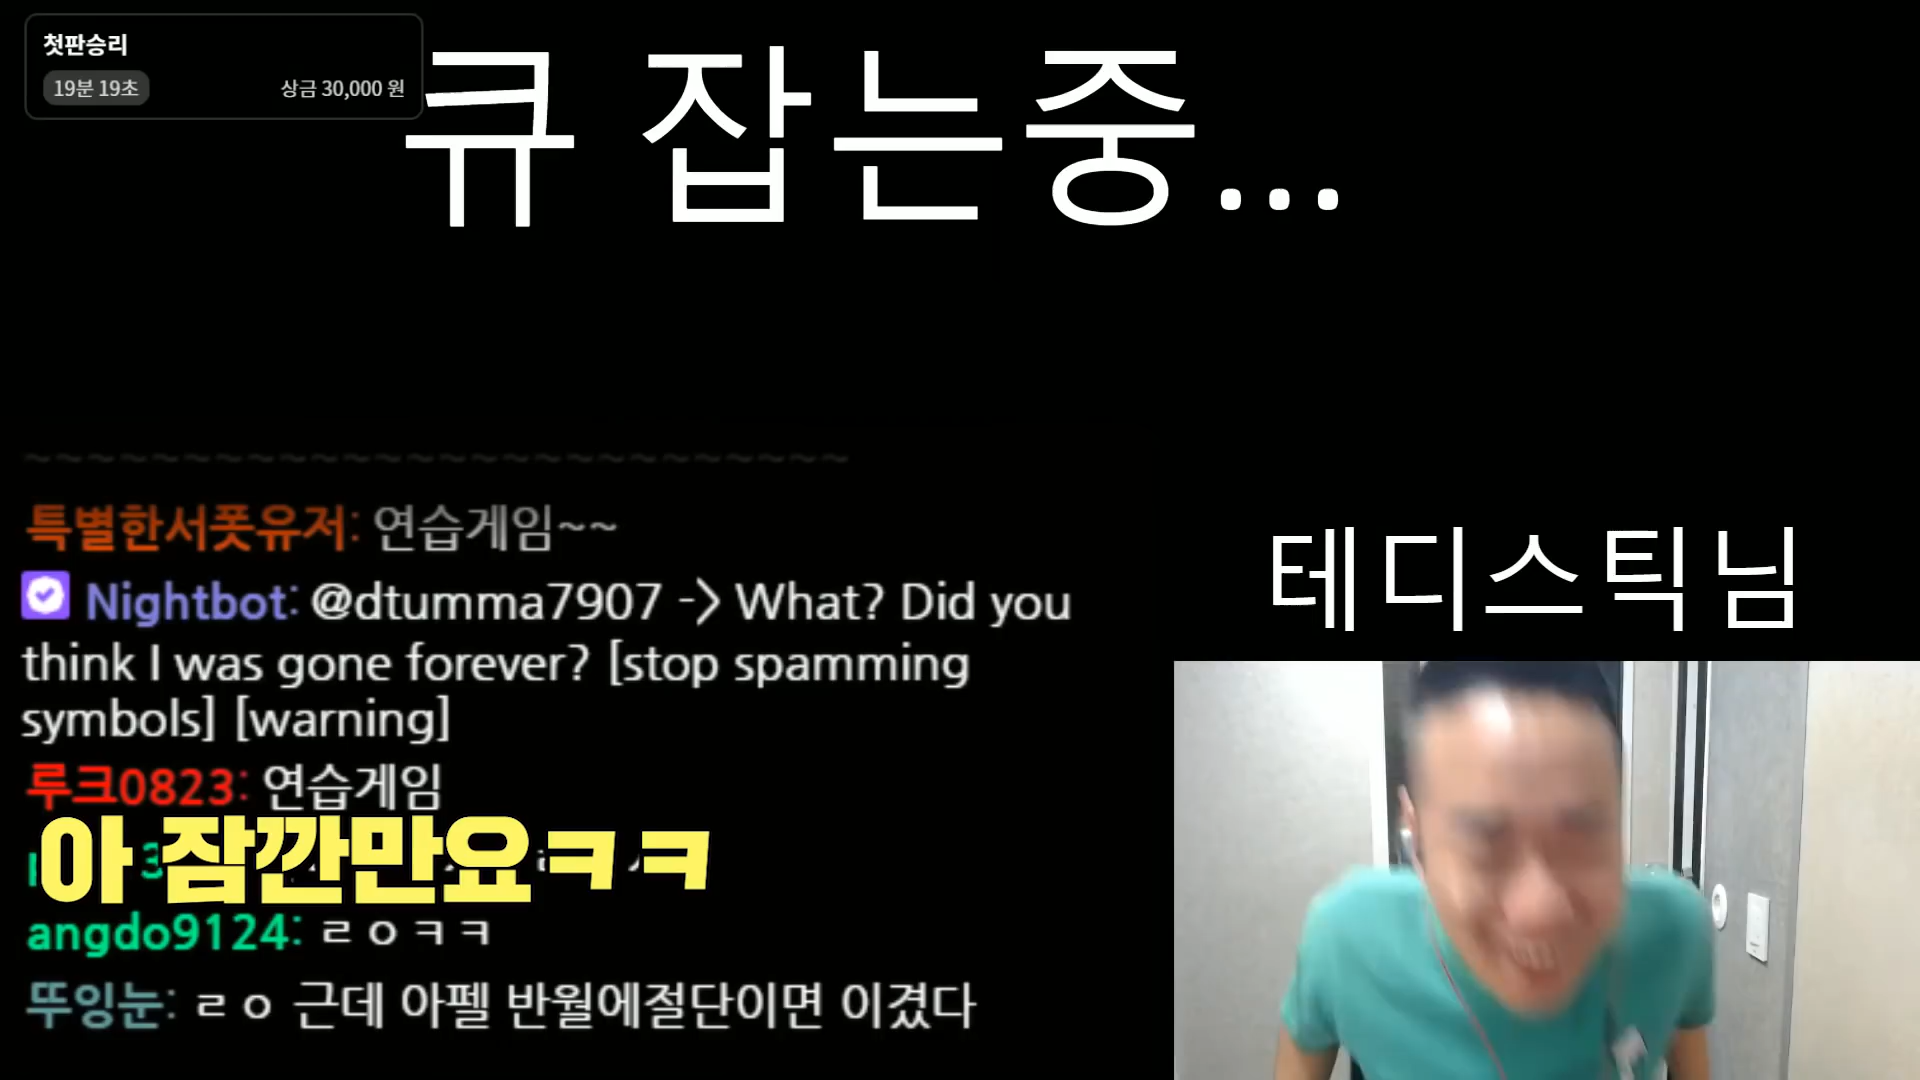 첫판승리
19분 19초
상금 30,000 원
큐 잡는중...
~~~~~~~~~~~~~~~~~~~~~~~~~~
특별한서폿유저: 연습게임~~
Nightbot: @dtumma7907 -> What? Did you
think I was gone forever? [stop spamming
symbols] [warning]
루크0823: 연습게임
아 잠깐만요ㅋㅋ
angdo9124: ㄹㅇㅋㅋ
뚜잉눈: ㄹㅇ 근데 아펠 반월에절단이면 이겼다
테디스틱님